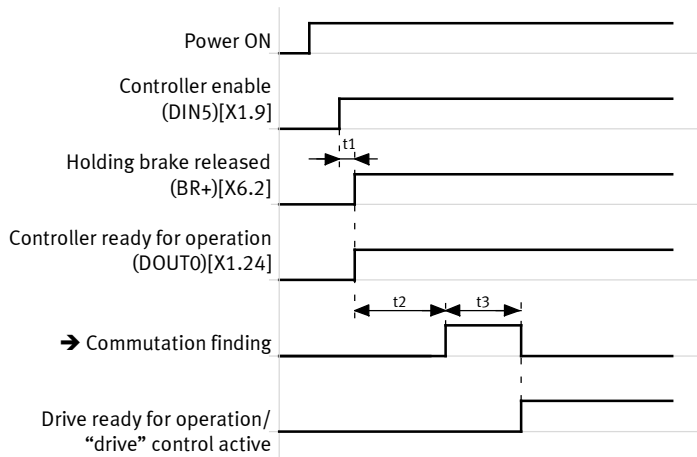 Power ON
Controller enable
(DIN5)[X1.9]
t1
Holding brake released
(BR+)[X6.2]
Controller ready for operation
(DOUT0)[X1.24]
t2
t3
➔ Commutation finding
Drive ready for operation/
“drive” control active